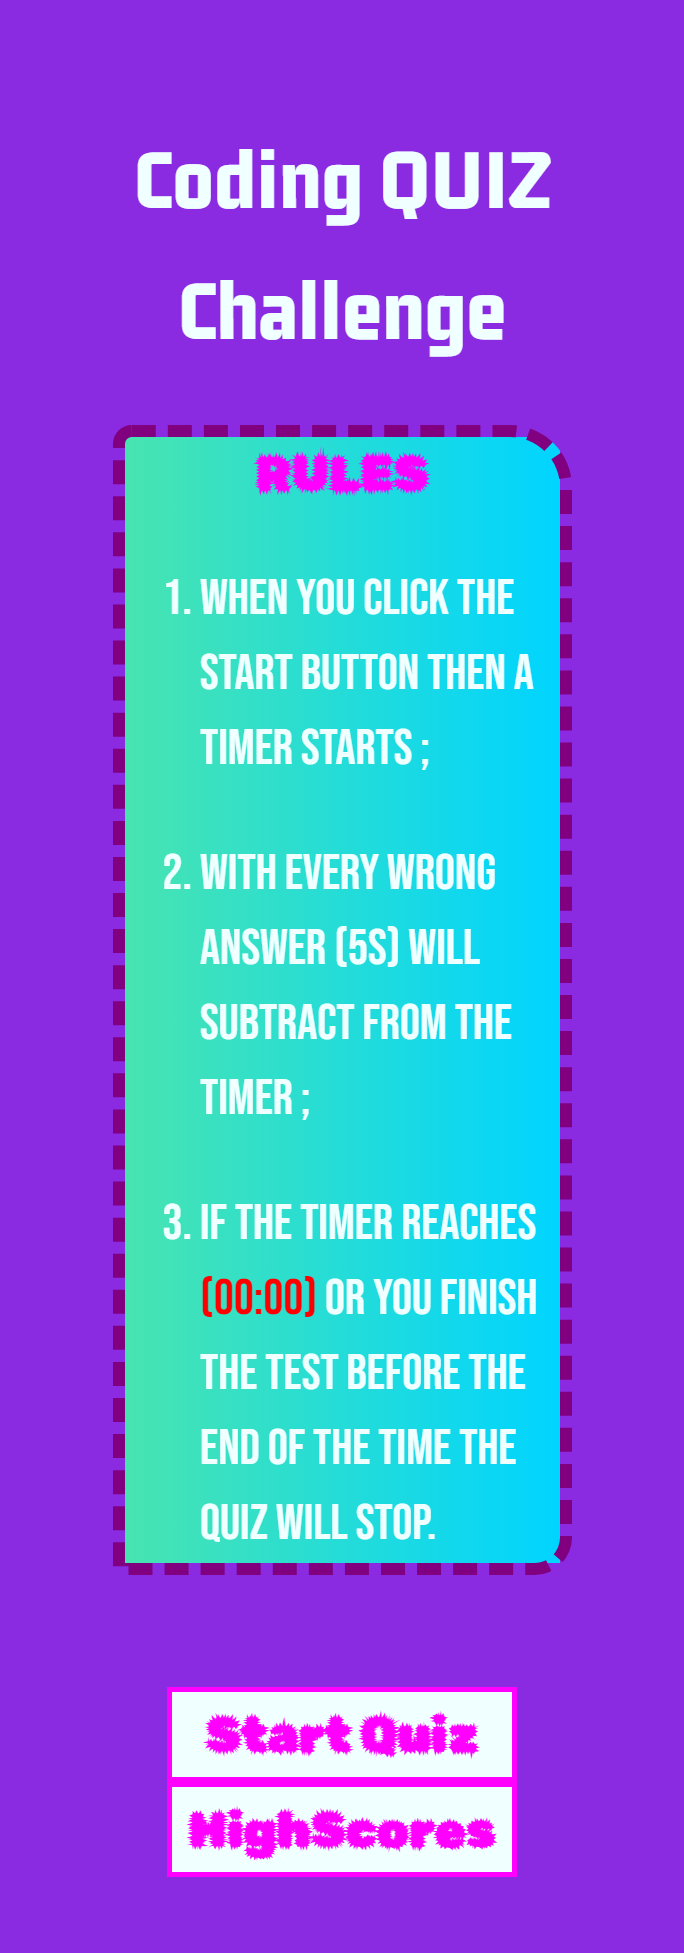 Coding QUIZ
Challenge
RULES
1. WHEN YOU CLICK THE
START BUTTON THEN A
TIMER STARTS ;
2. WITH EVERY WRONG
ANSWER (5S) WILL
SUBTRACT FROM THE
TIMER ;
3. IF THE TIMER REACHES
(00:00) OR YOU FINISH
THE TEST BEFORE THE
END OF THE TIME THE
QUIZ WILL STOP.
Start Quiz
HighScores